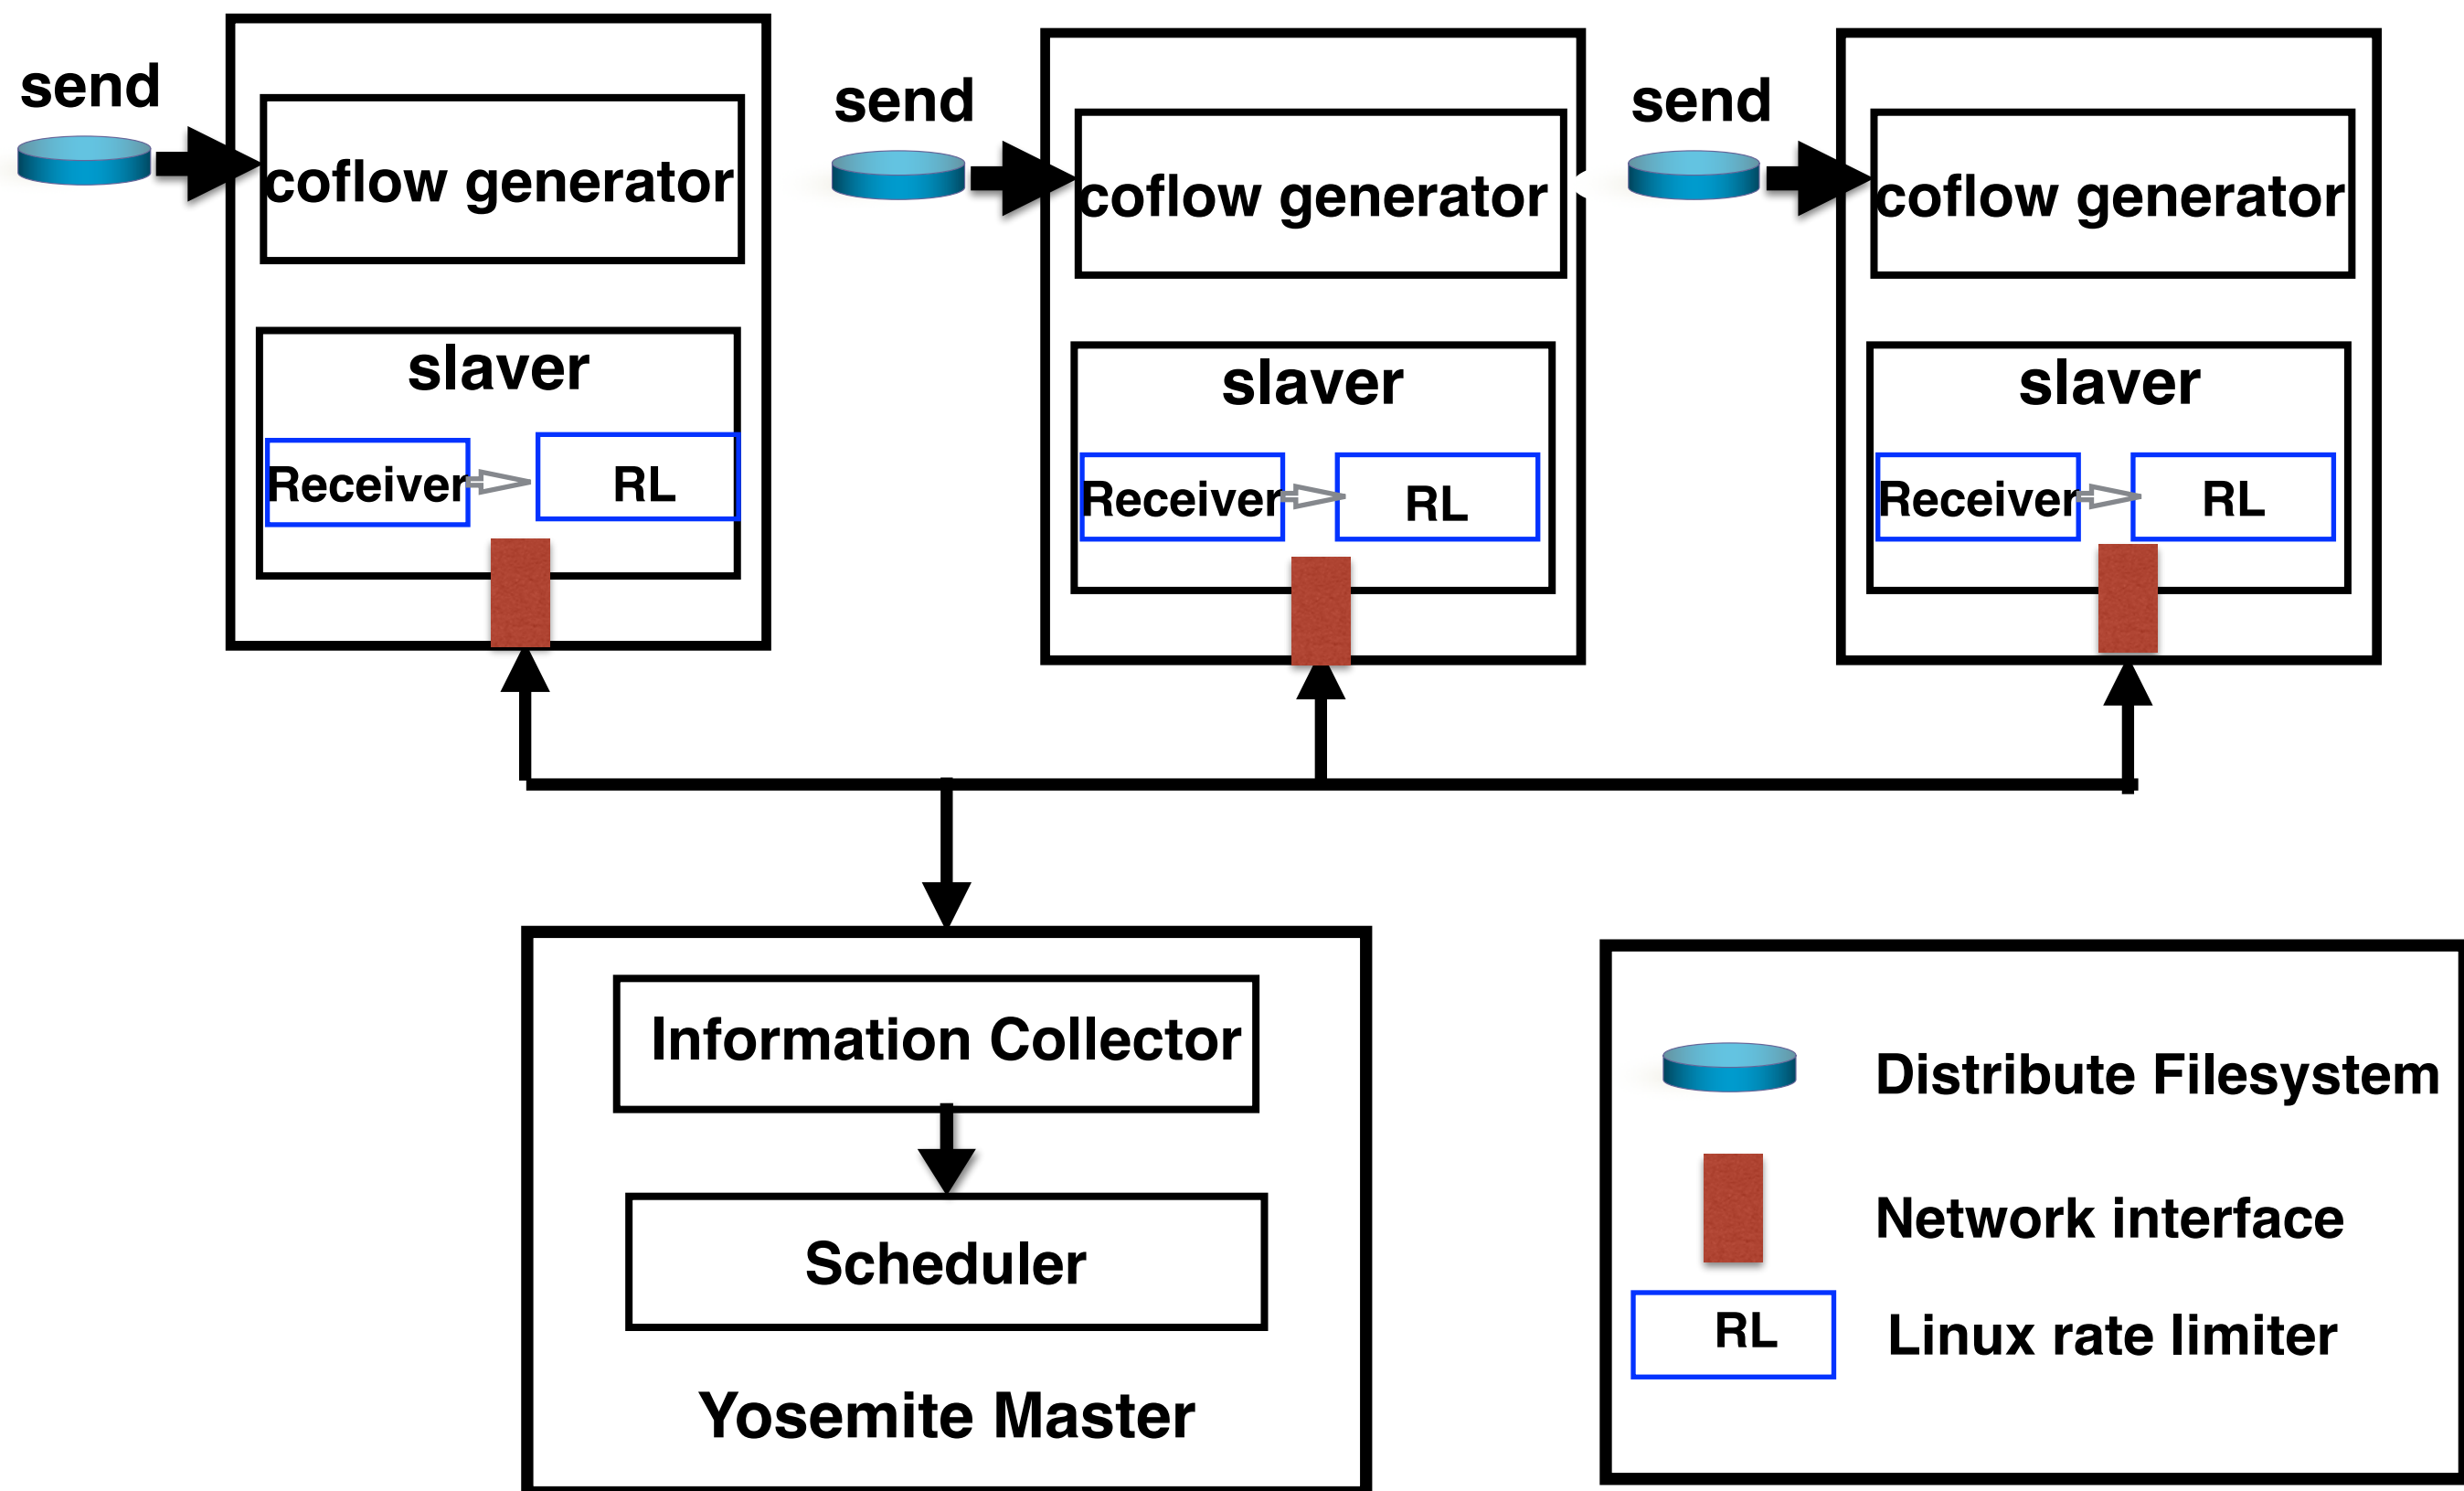 send
coflow generator
slaver
Receiver
RL
send
coflow generator
slaver
Receiver
RL
send
coflow generator
slaver
Receiver
RL
Information Collector
Scheduler
Yosemite Master
Distribute Filesystem
Network interface
RL
Linux rate limiter